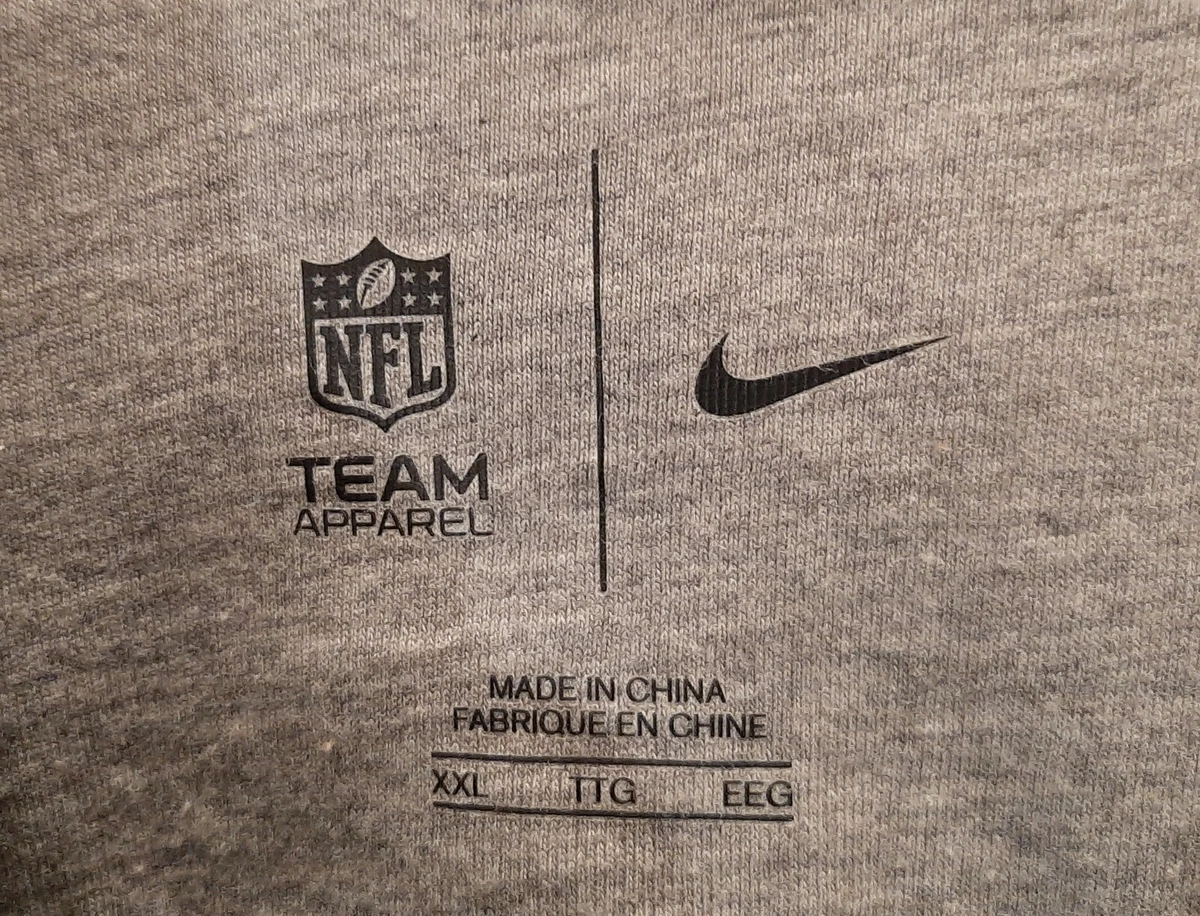 NFL
TEAM
APPAREL
MADE IN CHINA
FABRIQUE EN CHINE
XXL TTG EEG